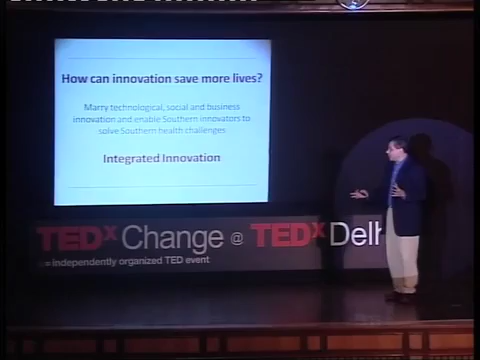 How can innovation save more lives?
Marry technological, social and business
innovation and enable Southern innovators to
solve Southern health challenges
Integrated Innovation
TEDx Change @ TEDx Delh
x = independently organized TED event